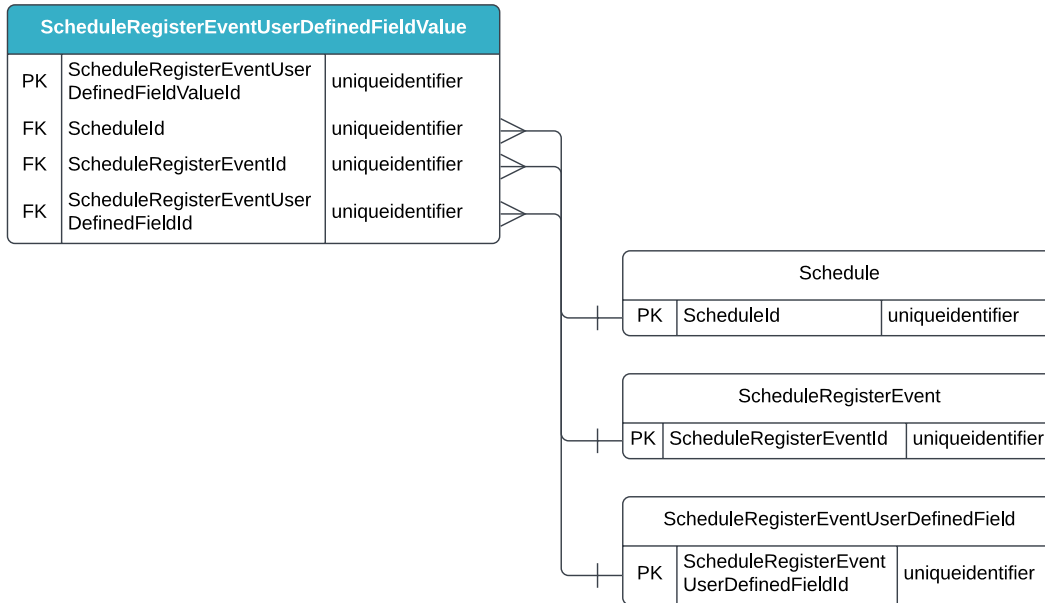 ScheduleRegisterEventUserDefinedFieldValue
PK ScheduleRegisterEventUser
DefinedFieldValueId uniqueidentifier
FK ScheduleId uniqueidentifier
FK ScheduleRegisterEventId uniqueidentifier
FK ScheduleRegisterEventUser
DefinedFieldId uniqueidentifier
Schedule
PK ScheduleId uniqueidentifier
ScheduleRegisterEvent
PK ScheduleRegisterEventId uniqueidentifier
ScheduleRegisterEventUserDefinedField
PK ScheduleRegisterEvent
UserDefinedFieldId uniqueidentifier